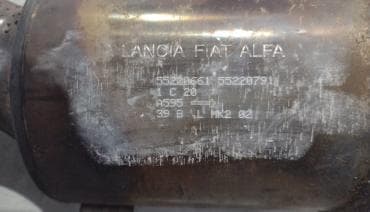 LANCIA FIAT ALFA
55220661 55220791
1 C 20
A595
39 B L MK2 02